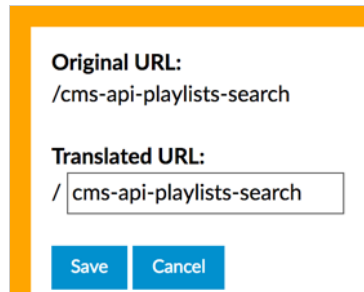 Original URL:
/cms-api-playlists-search
Translated URL:
/ cms-api-playlists-search
Save Cancel